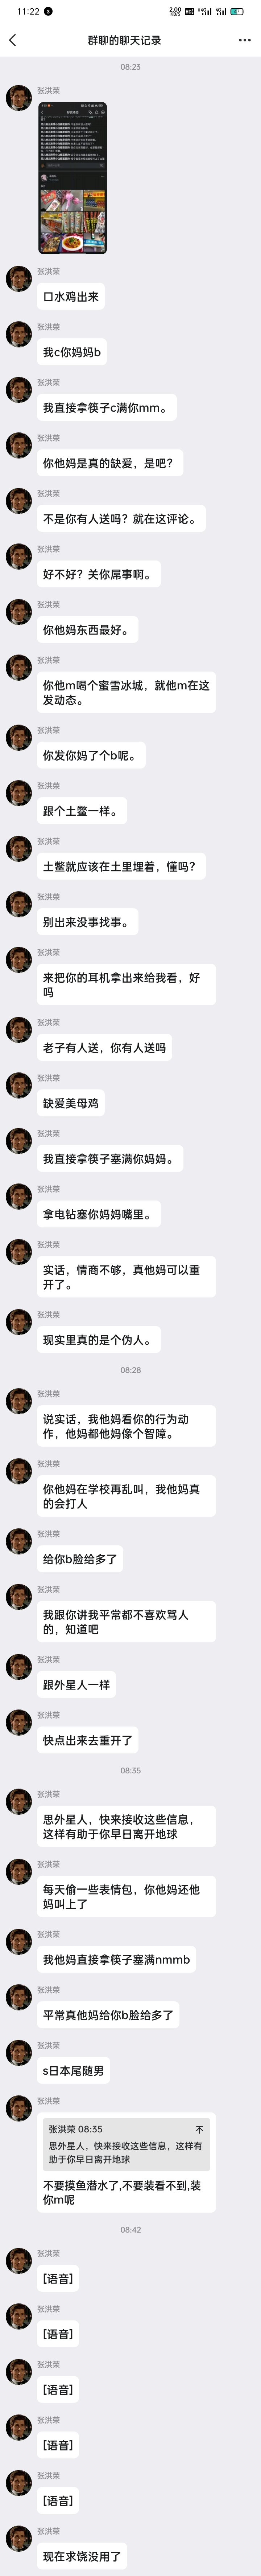 11:22
2.00
KB/S
HD
5G
4G
群聊的聊天记录
08:23
张洪荣
张洪荣
口水鸡出来
张洪荣
我c你妈妈b
张洪荣
我直接拿筷子c满你mm。
张洪荣
你他妈是真的缺爱，是吧？
张洪荣
不是你有人送吗？就在这评论。
张洪荣
好不好？关你屌事啊。
张洪荣
你他妈东西最好。
张洪荣
你他m喝个蜜雪冰城，就他m在这
发动态。
张洪荣
你发你妈了个b呢。
张洪荣
跟个土鳖一样。
张洪荣
土鳖就应该在土里埋着，懂吗？
张洪荣
别出来没事找事。
张洪荣
来把你的耳机拿出来给我看，好
吗
张洪荣
老子有人送，你有人送吗
张洪荣
缺爱美母鸡
张洪荣
我直接拿筷子塞满你妈妈。
张洪荣
拿电钻塞你妈妈嘴里。
张洪荣
实话，情商不够，真他妈可以重
开了。
张洪荣
现实里真的是个伪人。
08:28
张洪荣
说实话，我他妈看你的行为动
作，他妈都他妈像个智障。
张洪荣
你他妈在学校再乱叫，我他妈真
的会打人
张洪荣
给你b脸给多了
张洪荣
我跟你讲我平常都不喜欢骂人
的，知道吧
张洪荣
跟外星人一样
张洪荣
快点出来去重开了
08:35
张洪荣
思外星人，快来接收这些信息，
这样有助于你早日离开地球
张洪荣
每天偷一些表情包，你他妈还他
妈叫上了
张洪荣
我他妈直接拿筷子塞满nmmb
张洪荣
平常真他妈给你b脸给多了
张洪荣
s日本尾随男
张洪荣
张洪荣 08:35
思外星人，快来接收这些信息，这样有
助于你早日离开地球
不要摸鱼潜水了,不要装看不到,装
你m呢
08:42
张洪荣
[语音]
张洪荣
[语音]
张洪荣
[语音]
张洪荣
[语音]
张洪荣
[语音]
张洪荣
现在求饶没用了